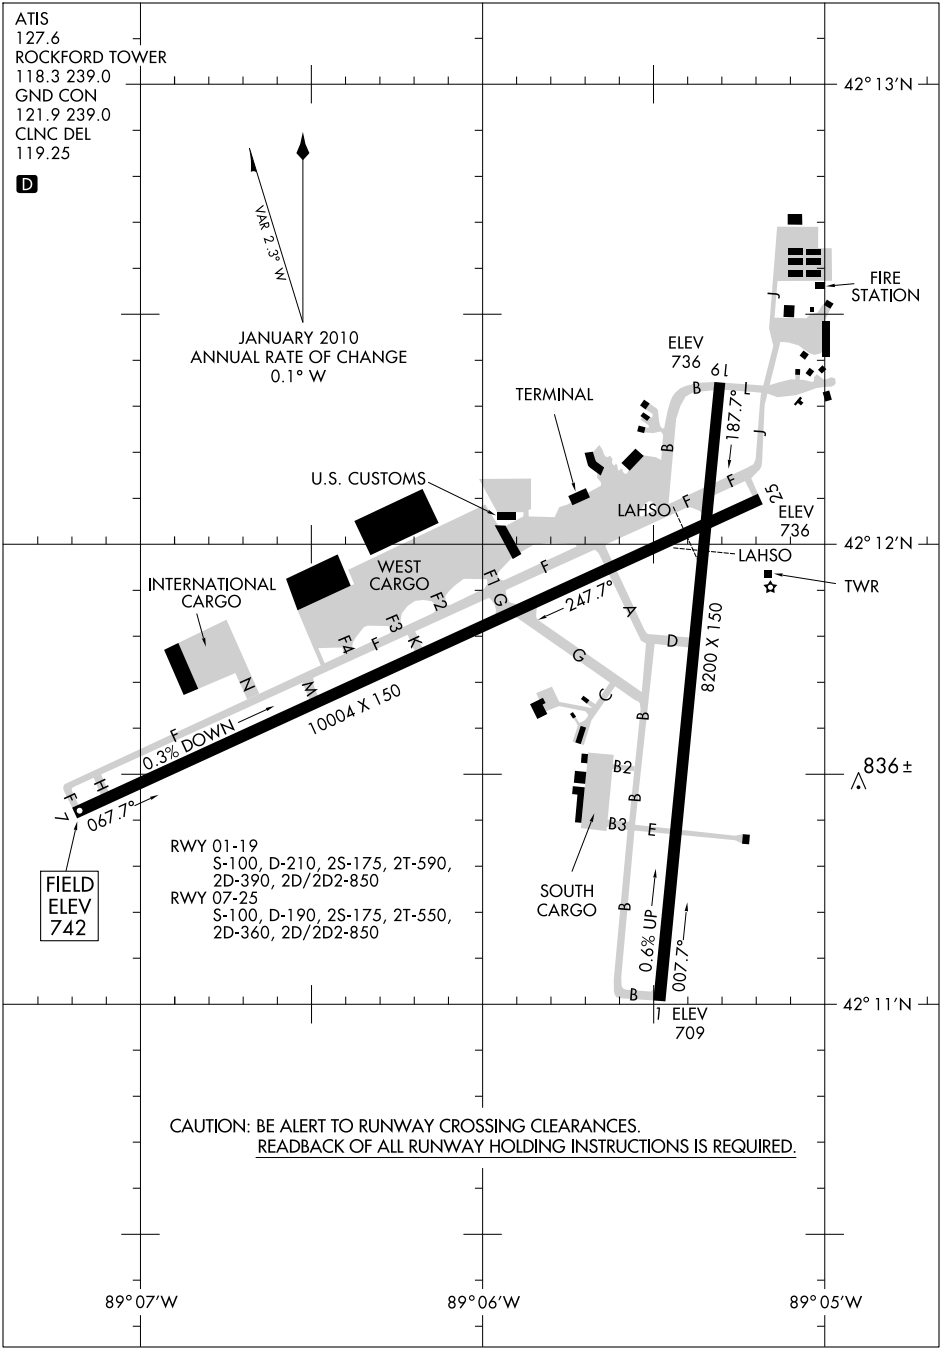 ATIS
127.6
ROCKFORD TOWER
118.3 239.0
GND CON
121.9 239.0
CLNC DEL
119.25
D
42° 13'N
VAR 2.3° W
JANUARY 2010
ANNUAL RATE OF CHANGE
0.1° W
FIRE
STATION
J
ELEV
736
19
B
L
187.7°
J
B
TERMINAL
U.S. CUSTOMS
LAHSO
F
F
25
ELEV
736
42° 12'N
LAHSO
TWR
INTERNATIONAL
CARGO
WEST
CARGO
F1
F
G
F2
F3
F4
F
K
247.7°
A
D
8200 X 150
G
C
B
N
M
10004 X 150
F
0.3% DOWN
H
F
7
067.7°
B2
B
B3
E
836 ±
FIELD
ELEV
742
RWY 01-19
S-100, D-210, 2S-175, 2T-590,
2D-390, 2D/2D2-850
RWY 07-25
S-100, D-190, 2S-175, 2T-550,
2D-360, 2D/2D2-850
SOUTH
CARGO
B
0.6% UP
007.7°
B
1
ELEV
709
42° 11'N
CAUTION: BE ALERT TO RUNWAY CROSSING CLEARANCES.
READBACK OF ALL RUNWAY HOLDING INSTRUCTIONS IS REQUIRED.
89° 07'W
89° 06'W
89° 05'W